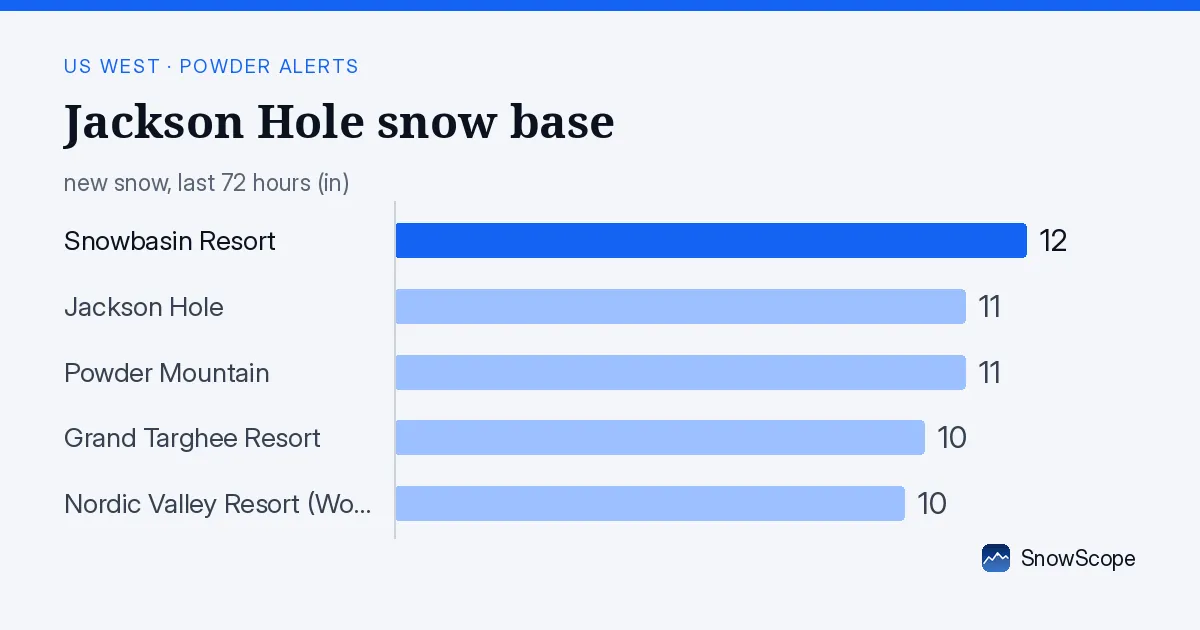 US WEST · POWDER ALERTS
Jackson Hole snow base
new snow, last 72 hours (in)
Snowbasin Resort 12
Jackson Hole 11
Powder Mountain 11
Grand Targhee Resort 10
Nordic Valley Resort (Wo... 10
SnowScope